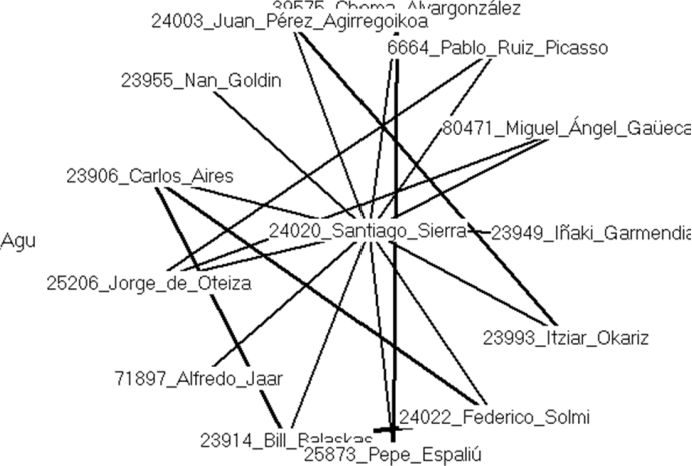 39575_Chema_Alvargonzález
24003_Juan_Pérez_Agirregoikoa
6664_Pablo_Ruiz_Picasso
23955_Nan_Goldin
80471_Miguel_Ángel_Gaüeca
23906_Carlos_Aires
24020_Santiago_Sierra
23949_Iñaki_Garmendia
Agu
25206_Jorge_de_Oteiza
23993_Itziar_Okariz
71897_Alfredo_Jaar
24022_Federico_Solmi
23914_Bill_Balaskas
25873_Pepe_Espaliú